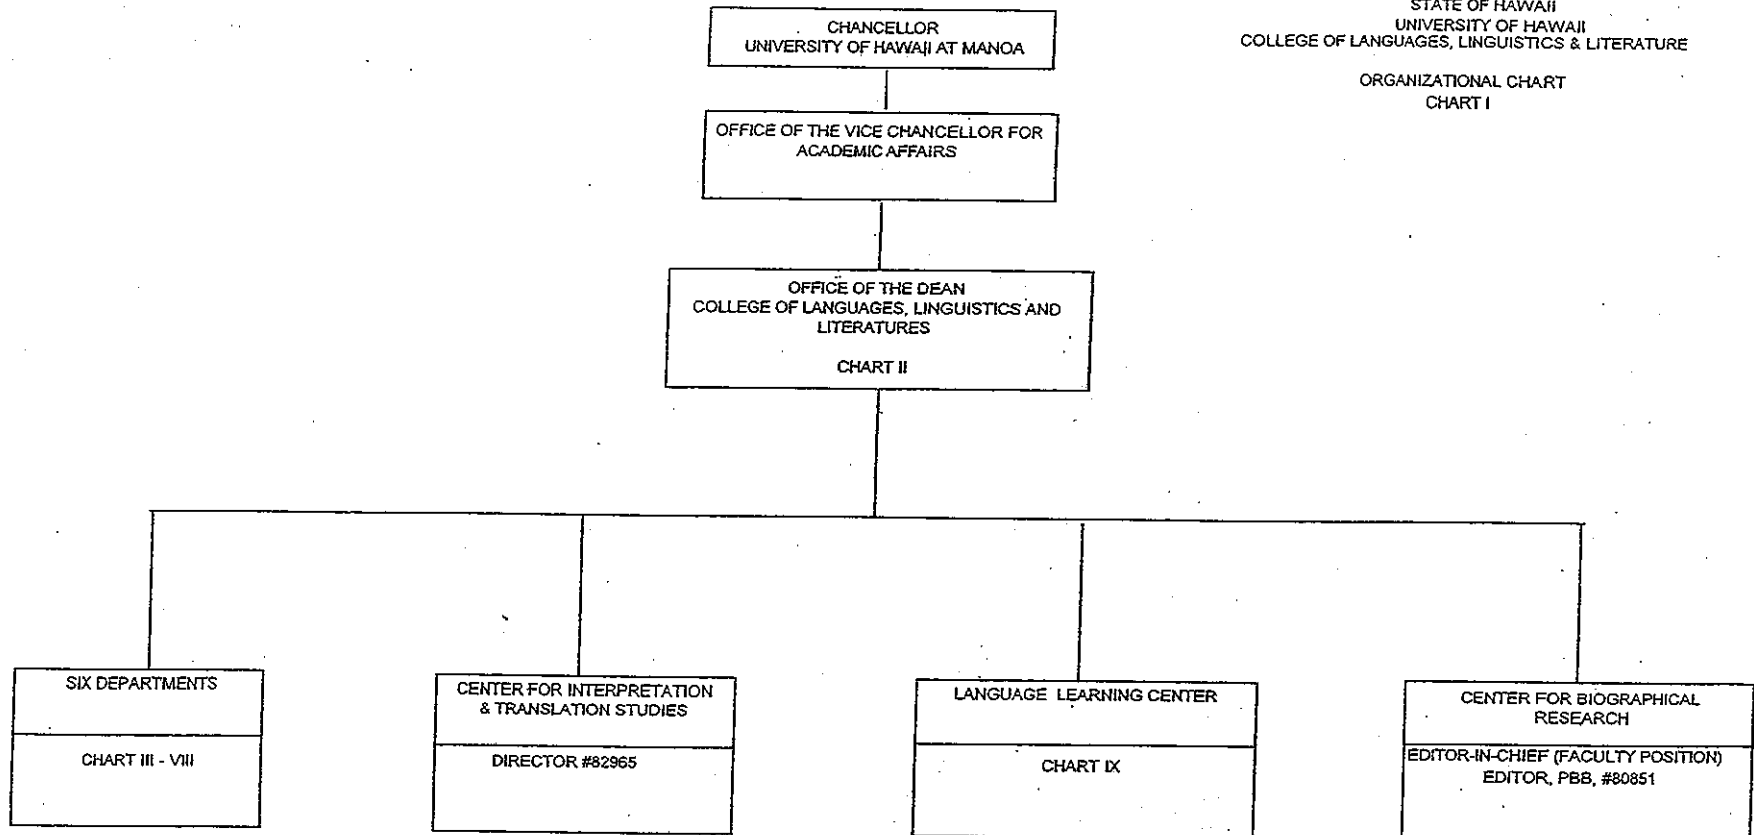 STATE OF HAWAII
UNIVERSITY OF HAWAII
COLLEGE OF LANGUAGES, LINGUISTICS & LITERATURE
ORGANIZATIONAL CHART
CHART I
CHANCELLOR
UNIVERSITY OF HAWAII AT MANOA
OFFICE OF THE VICE CHANCELLOR FOR
ACADEMIC AFFAIRS
OFFICE OF THE DEAN
COLLEGE OF LANGUAGES, LINGUISTICS AND
LITERATURES
CHART II
SIX DEPARTMENTS
CHART III - VIII
CENTER FOR INTERPRETATION
& TRANSLATION STUDIES
DIRECTOR #82965
LANGUAGE LEARNING CENTER
CHART IX
CENTER FOR BIOGRAPHICAL
RESEARCH
EDITOR-IN-CHIEF (FACULTY POSITION)
EDITOR, PBB, #80851